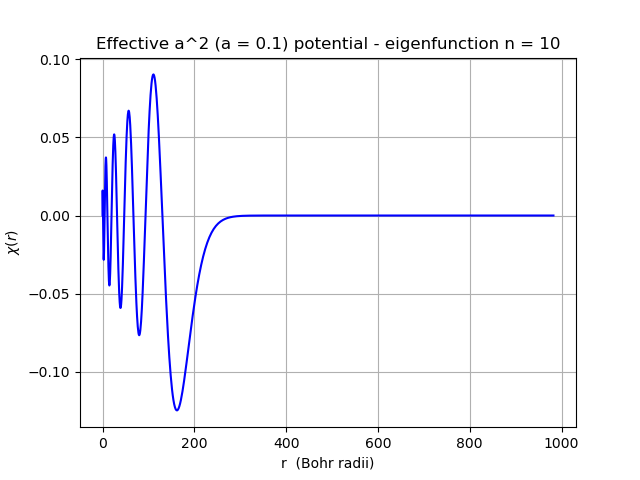 Effective a^2 (a = 0.1) potential - eigenfunction n = 10
0.10
0.05
0.00
−0.05
−0.10
χ(r)
0 200 400 600 800 1000
r  (Bohr radii)